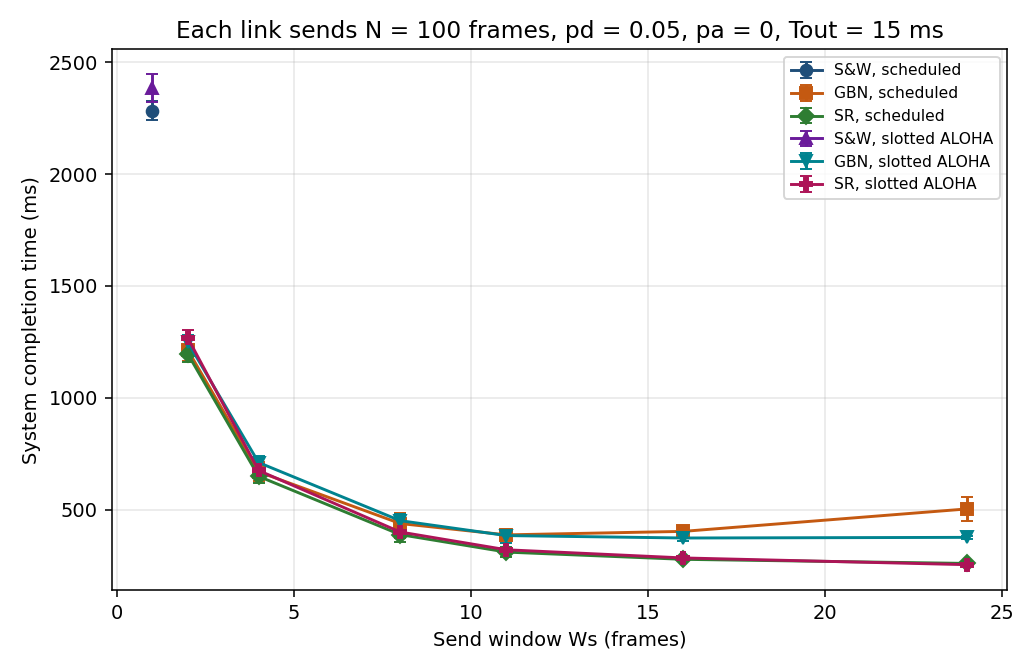 Each link sends N = 100 frames, pd = 0.05, pa = 0, Tout = 15 ms
S&W, scheduled
GBN, scheduled
SR, scheduled
S&W, slotted ALOHA
GBN, slotted ALOHA
SR, slotted ALOHA
System completion time (ms)
2500
2000
1500
1000
500
0
5
10
15
20
25
Send window Ws (frames)